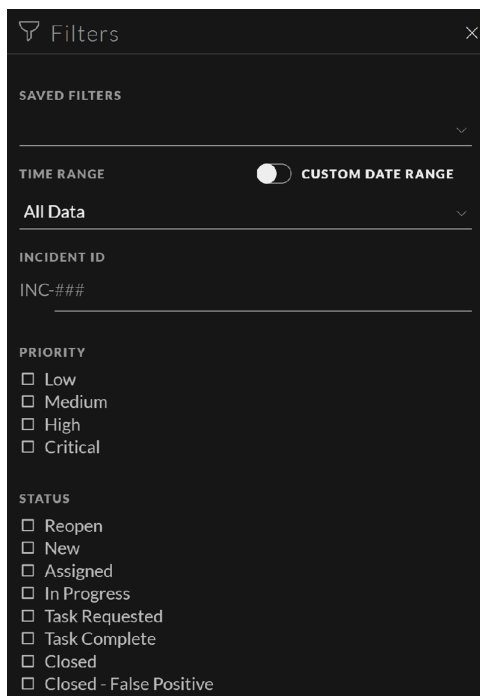 Filters
SAVED FILTERS
TIME RANGE CUSTOM DATE RANGE
All Data
INCIDENT ID
INC-###
PRIORITY
Low
Medium
High
Critical
STATUS
Reopen
New
Assigned
In Progress
Task Requested
Task Complete
Closed
Closed - False Positive